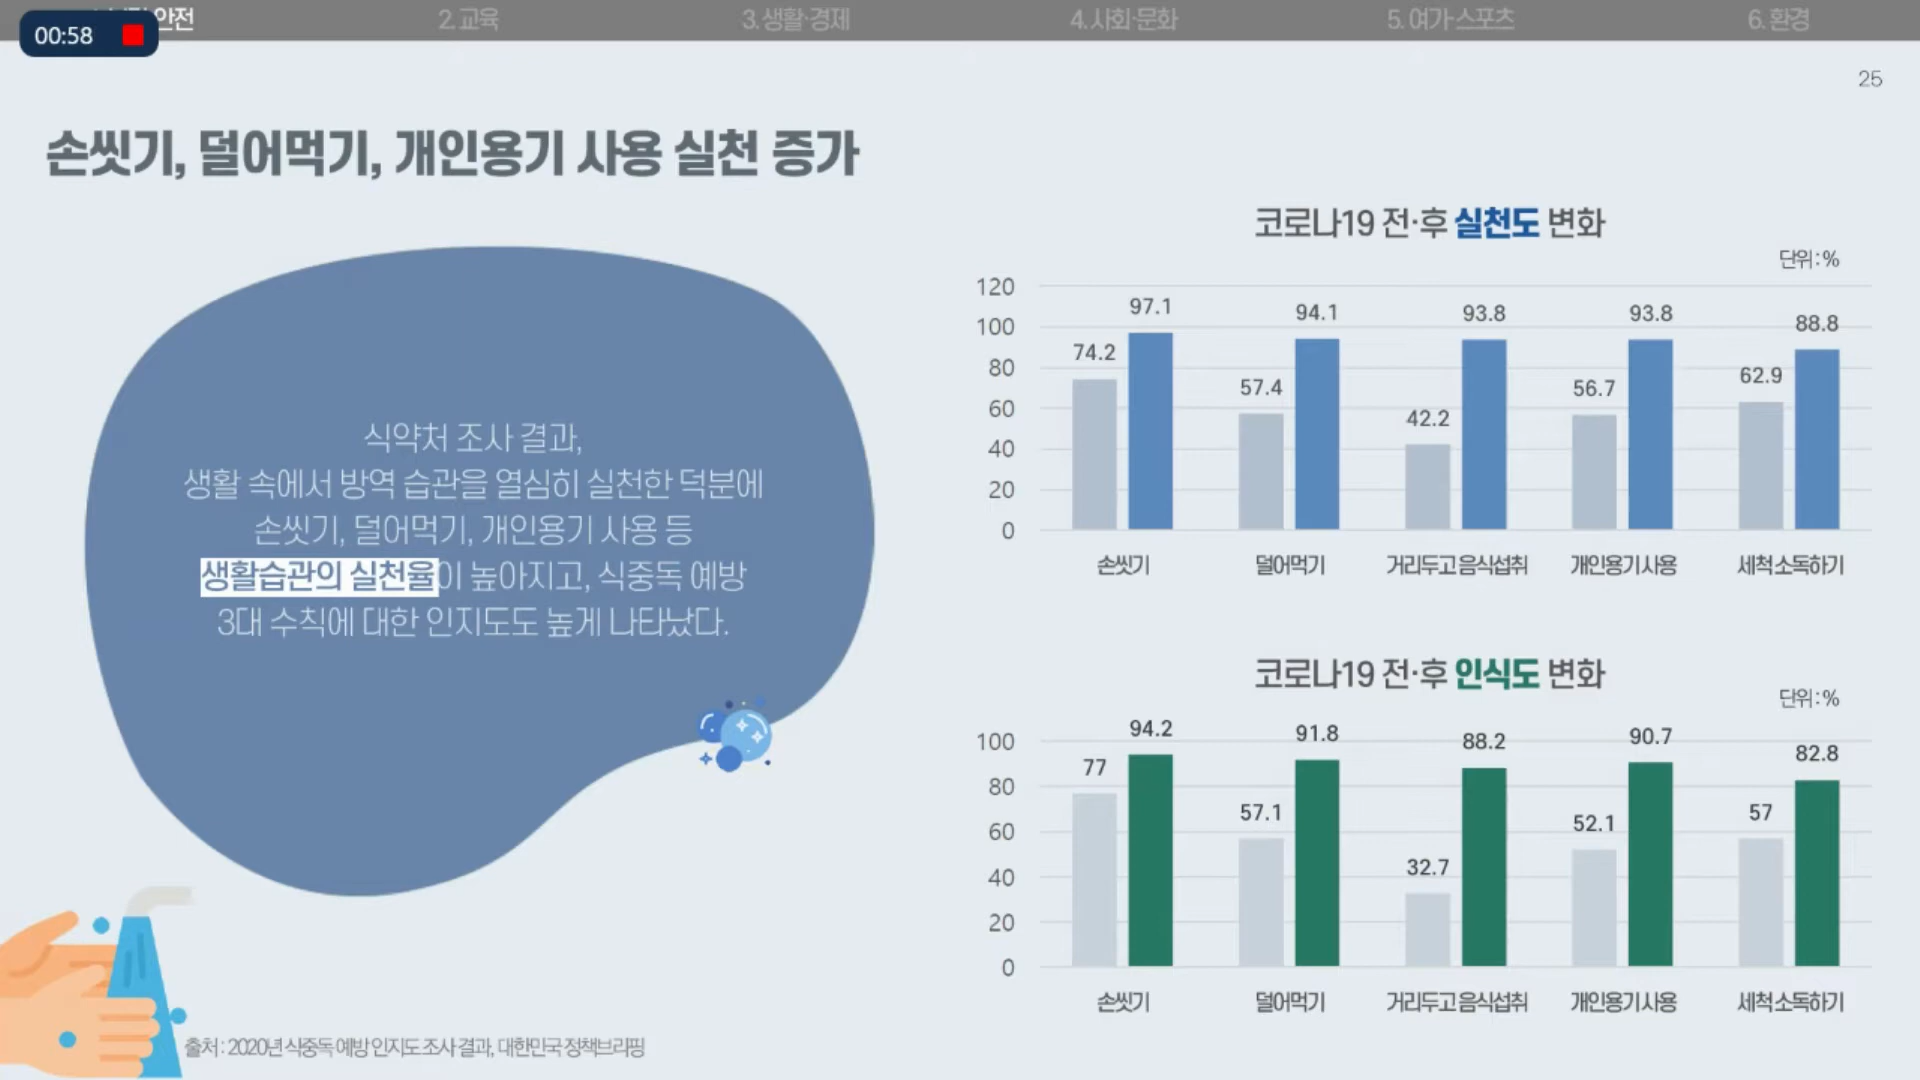 안전
2. 교육
3. 생활·경제
4. 사회·문화
5. 여가·스포츠
6. 환경
00:58
25
손씻기, 덜어먹기, 개인용기 사용 실천 증가
식약처 조사 결과,
생활 속에서 방역 습관을 열심히 실천한 덕분에
손씻기, 덜어먹기, 개인용기 사용 등
생활습관의 실천율이 높아지고, 식중독 예방
3대 수칙에 대한 인지도도 높게 나타났다.
출처 : 2020년 식중독 예방 인지도 조사 결과, 대한민국 정책브리핑
코로나19 전·후 실천도 변화
단위 : %
120
100
80
60
40
20
0
74.2
97.1
57.4
94.1
42.2
93.8
56.7
93.8
62.9
88.8
손씻기
덜어먹기
거리두고 음식섭취
개인용기 사용
세척 소독하기
코로나19 전·후 인식도 변화
단위 : %
100
80
60
40
20
0
77
94.2
57.1
91.8
32.7
88.2
52.1
90.7
57
82.8
손씻기
덜어먹기
거리두고 음식섭취
개인용기 사용
세척 소독하기